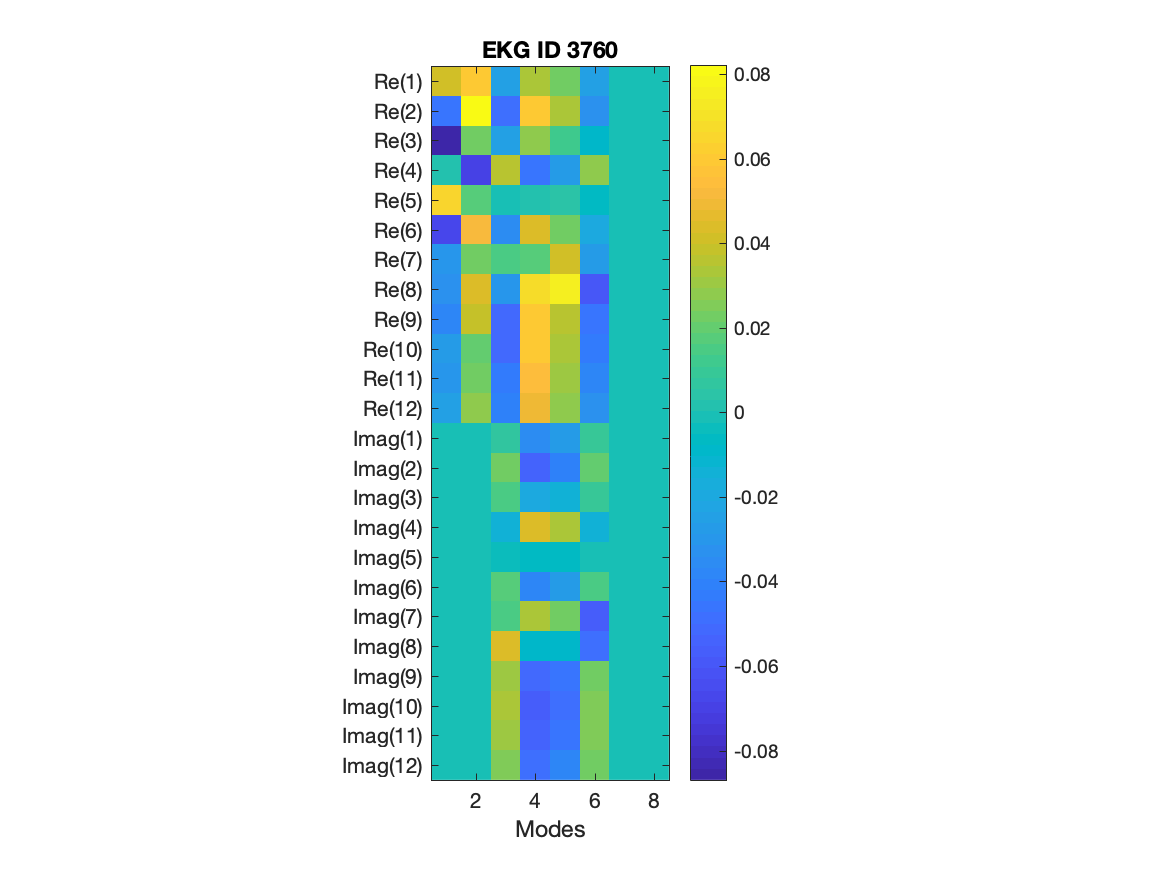 EKG ID 3760
Re(1)
Re(2)
Re(3)
Re(4)
Re(5)
Re(6)
Re(7)
Re(8)
Re(9)
Re(10)
Re(11)
Re(12)
Imag(1)
Imag(2)
Imag(3)
Imag(4)
Imag(5)
Imag(6)
Imag(7)
Imag(8)
Imag(9)
Imag(10)
Imag(11)
Imag(12)
2 4 6 8
Modes
0.08
0.06
0.04
0.02
0
-0.02
-0.04
-0.06
-0.08